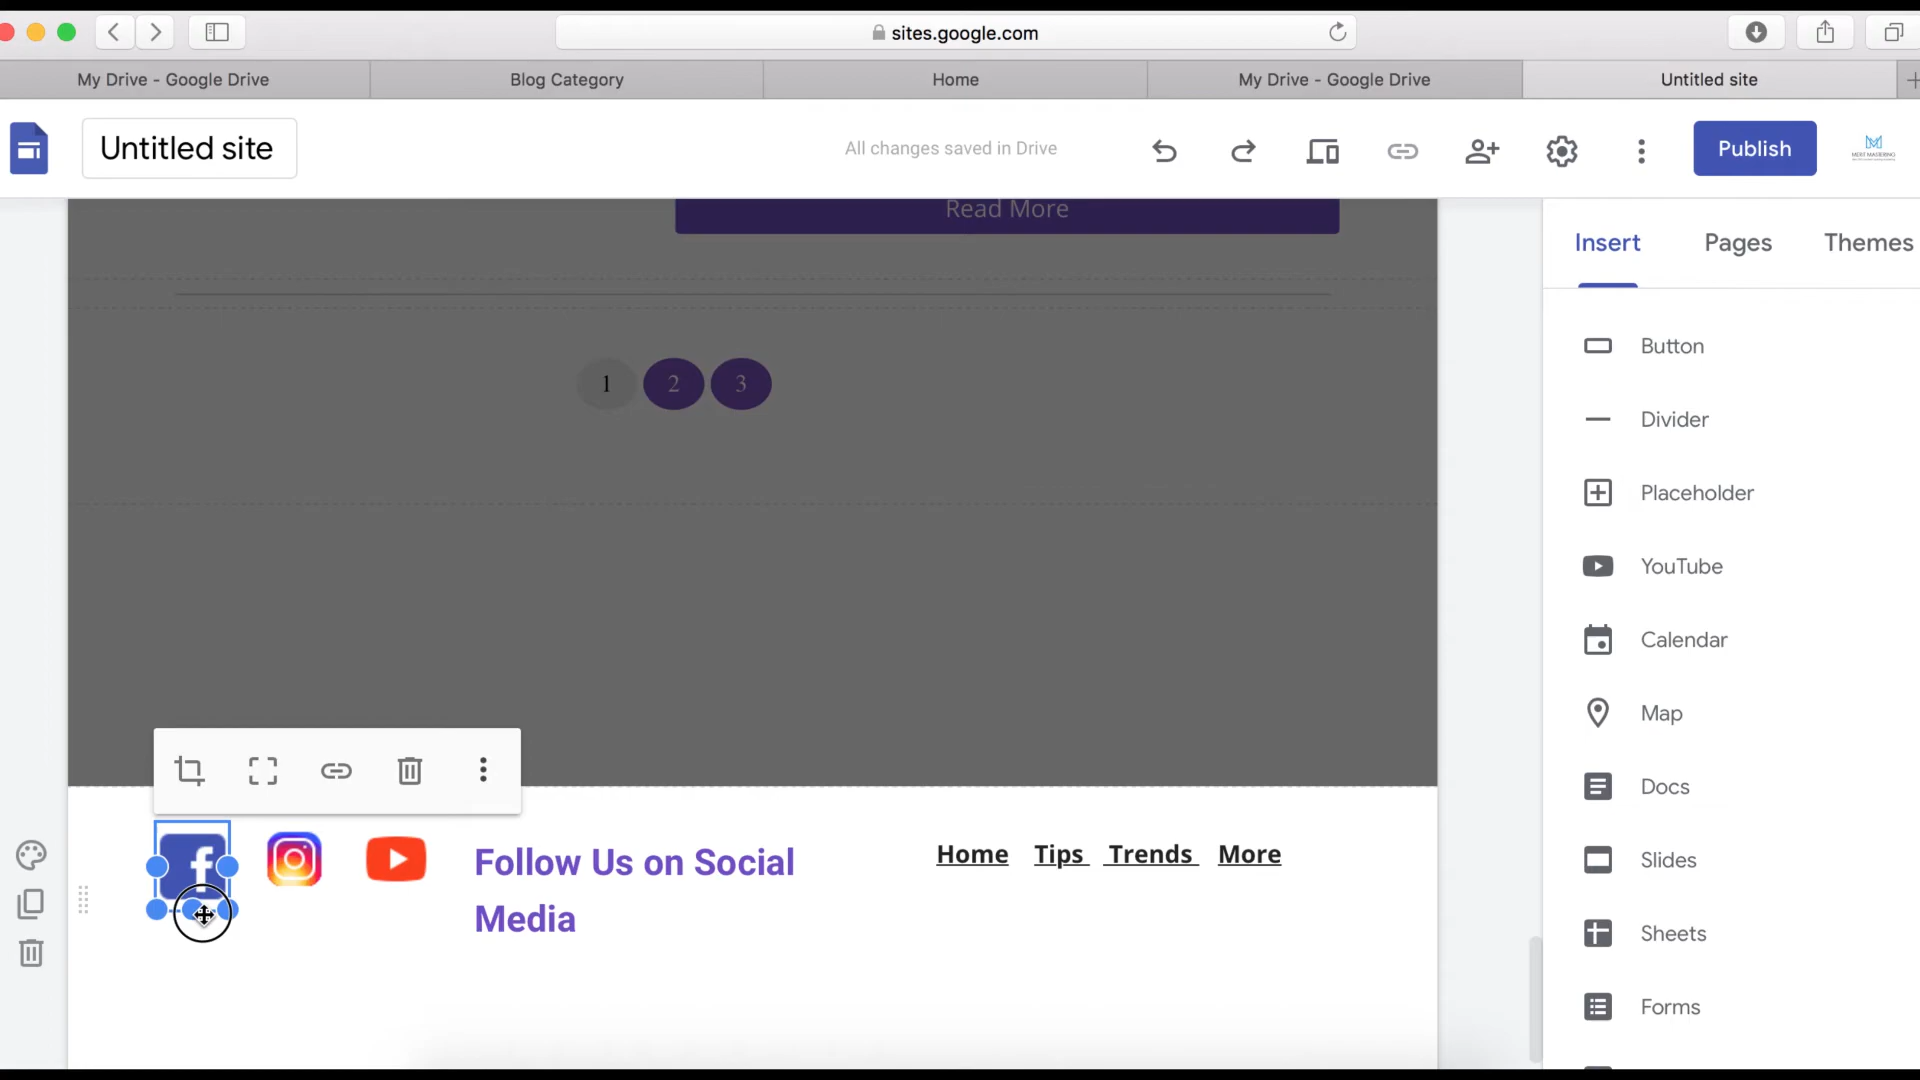 sites.google.com
My Drive - Google Drive
Blog Category
Home
My Drive - Google Drive
Untitled site
Untitled site
All changes saved in Drive
Publish
Read More
Insert
Pages
Themes
Button
1
2
3
Divider
Placeholder
YouTube
Calendar
Map
Docs
Slides
Sheets
Forms
Follow Us on Social
Media
Home Tips Trends More